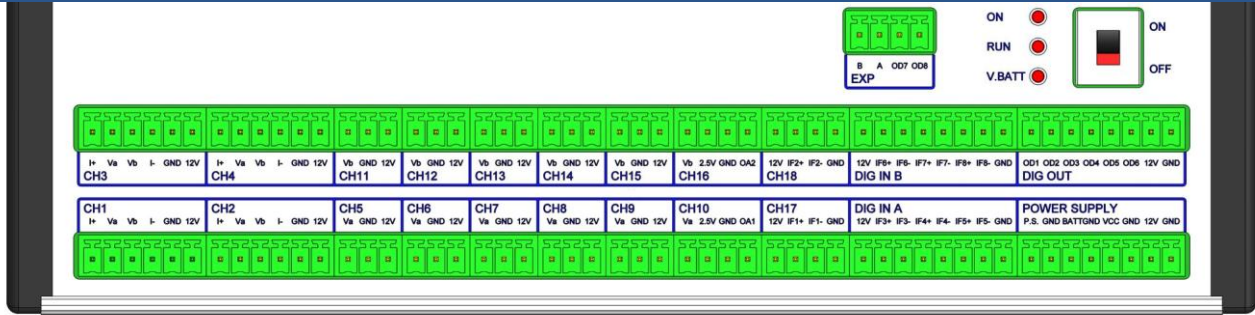 ON
ON
RUN
OFF
V.BATT
B A OD7 OD8
EXP
I+ Va Vb I- GND 12V I+ Va Vb I- GND 12V Vb GND 12V Vb GND 12V Vb GND 12V Vb GND 12V Vb GND 12V Vb 2.5V GND OA2 12V IF2+ IF2- GND 12V IF6+ IF6- IF7+ IF7- IF8+ IF8- GND OD1 OD2 OD3 OD4 OD5 OD6 12V GND
CH3 CH4 CH11 CH12 CH13 CH14 CH15 CH16 CH18 DIG IN B DIG OUT
CH1 CH2 CH5 CH6 CH7 CH8 CH9 CH10 CH17 DIG IN A POWER SUPPLY
I+ Va Vb I- GND 12V I+ Va Vb I- GND 12V Va GND 12V Va GND 12V Va GND 12V Va GND 12V Va GND 12V Va 2.5V GND OA1 12V IF1+ IF1- GND 12V IF3+ IF3- IF4+ IF4- IF5+ IF5- GND P.S. GND BATTGND VCC GND 12V GND